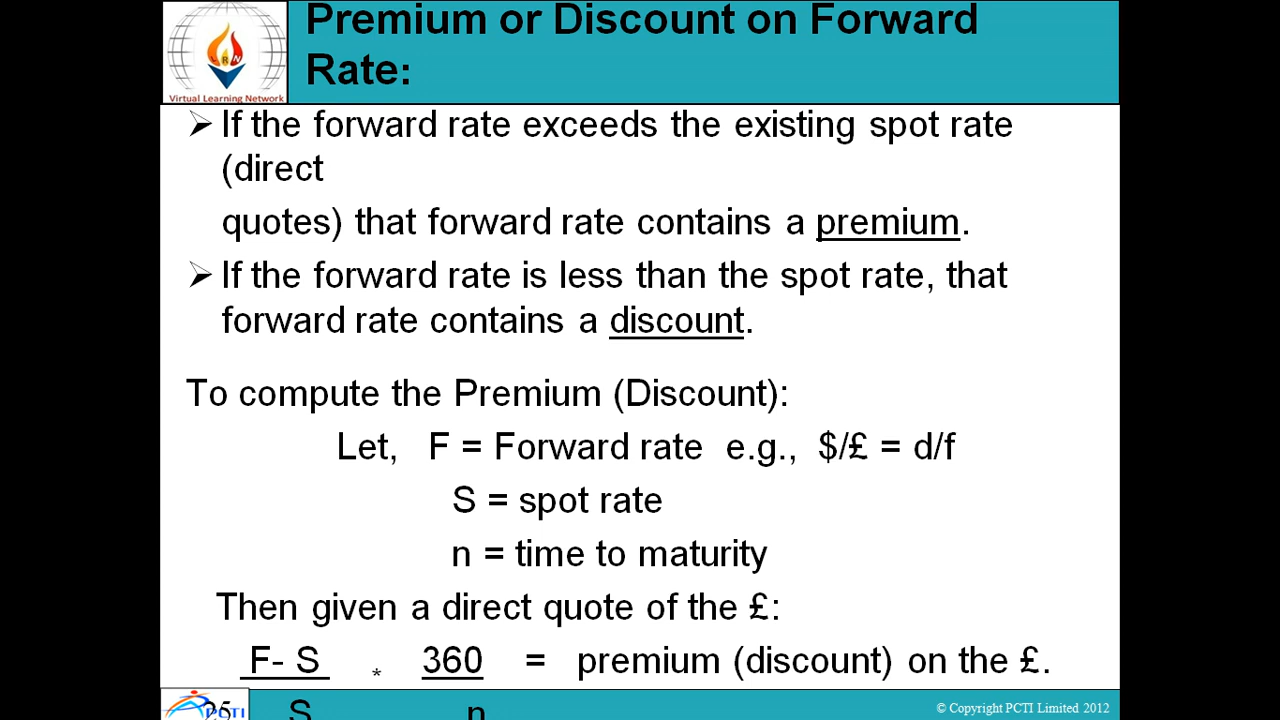 Premium or Discount on Forward
Rate:
LRN
Virtual Learning Network
➢ If the forward rate exceeds the existing spot rate
(direct
quotes) that forward rate contains a premium.
➢ If the forward rate is less than the spot rate, that
forward rate contains a discount.
To compute the Premium (Discount):
Let, F = Forward rate e.g., $/£ = d/f
S = spot rate
n = time to maturity
Then given a direct quote of the £:
F- S * 360 = premium (discount) on the £.
S n
25
PCTI
© Copyright PCTI Limited 2012